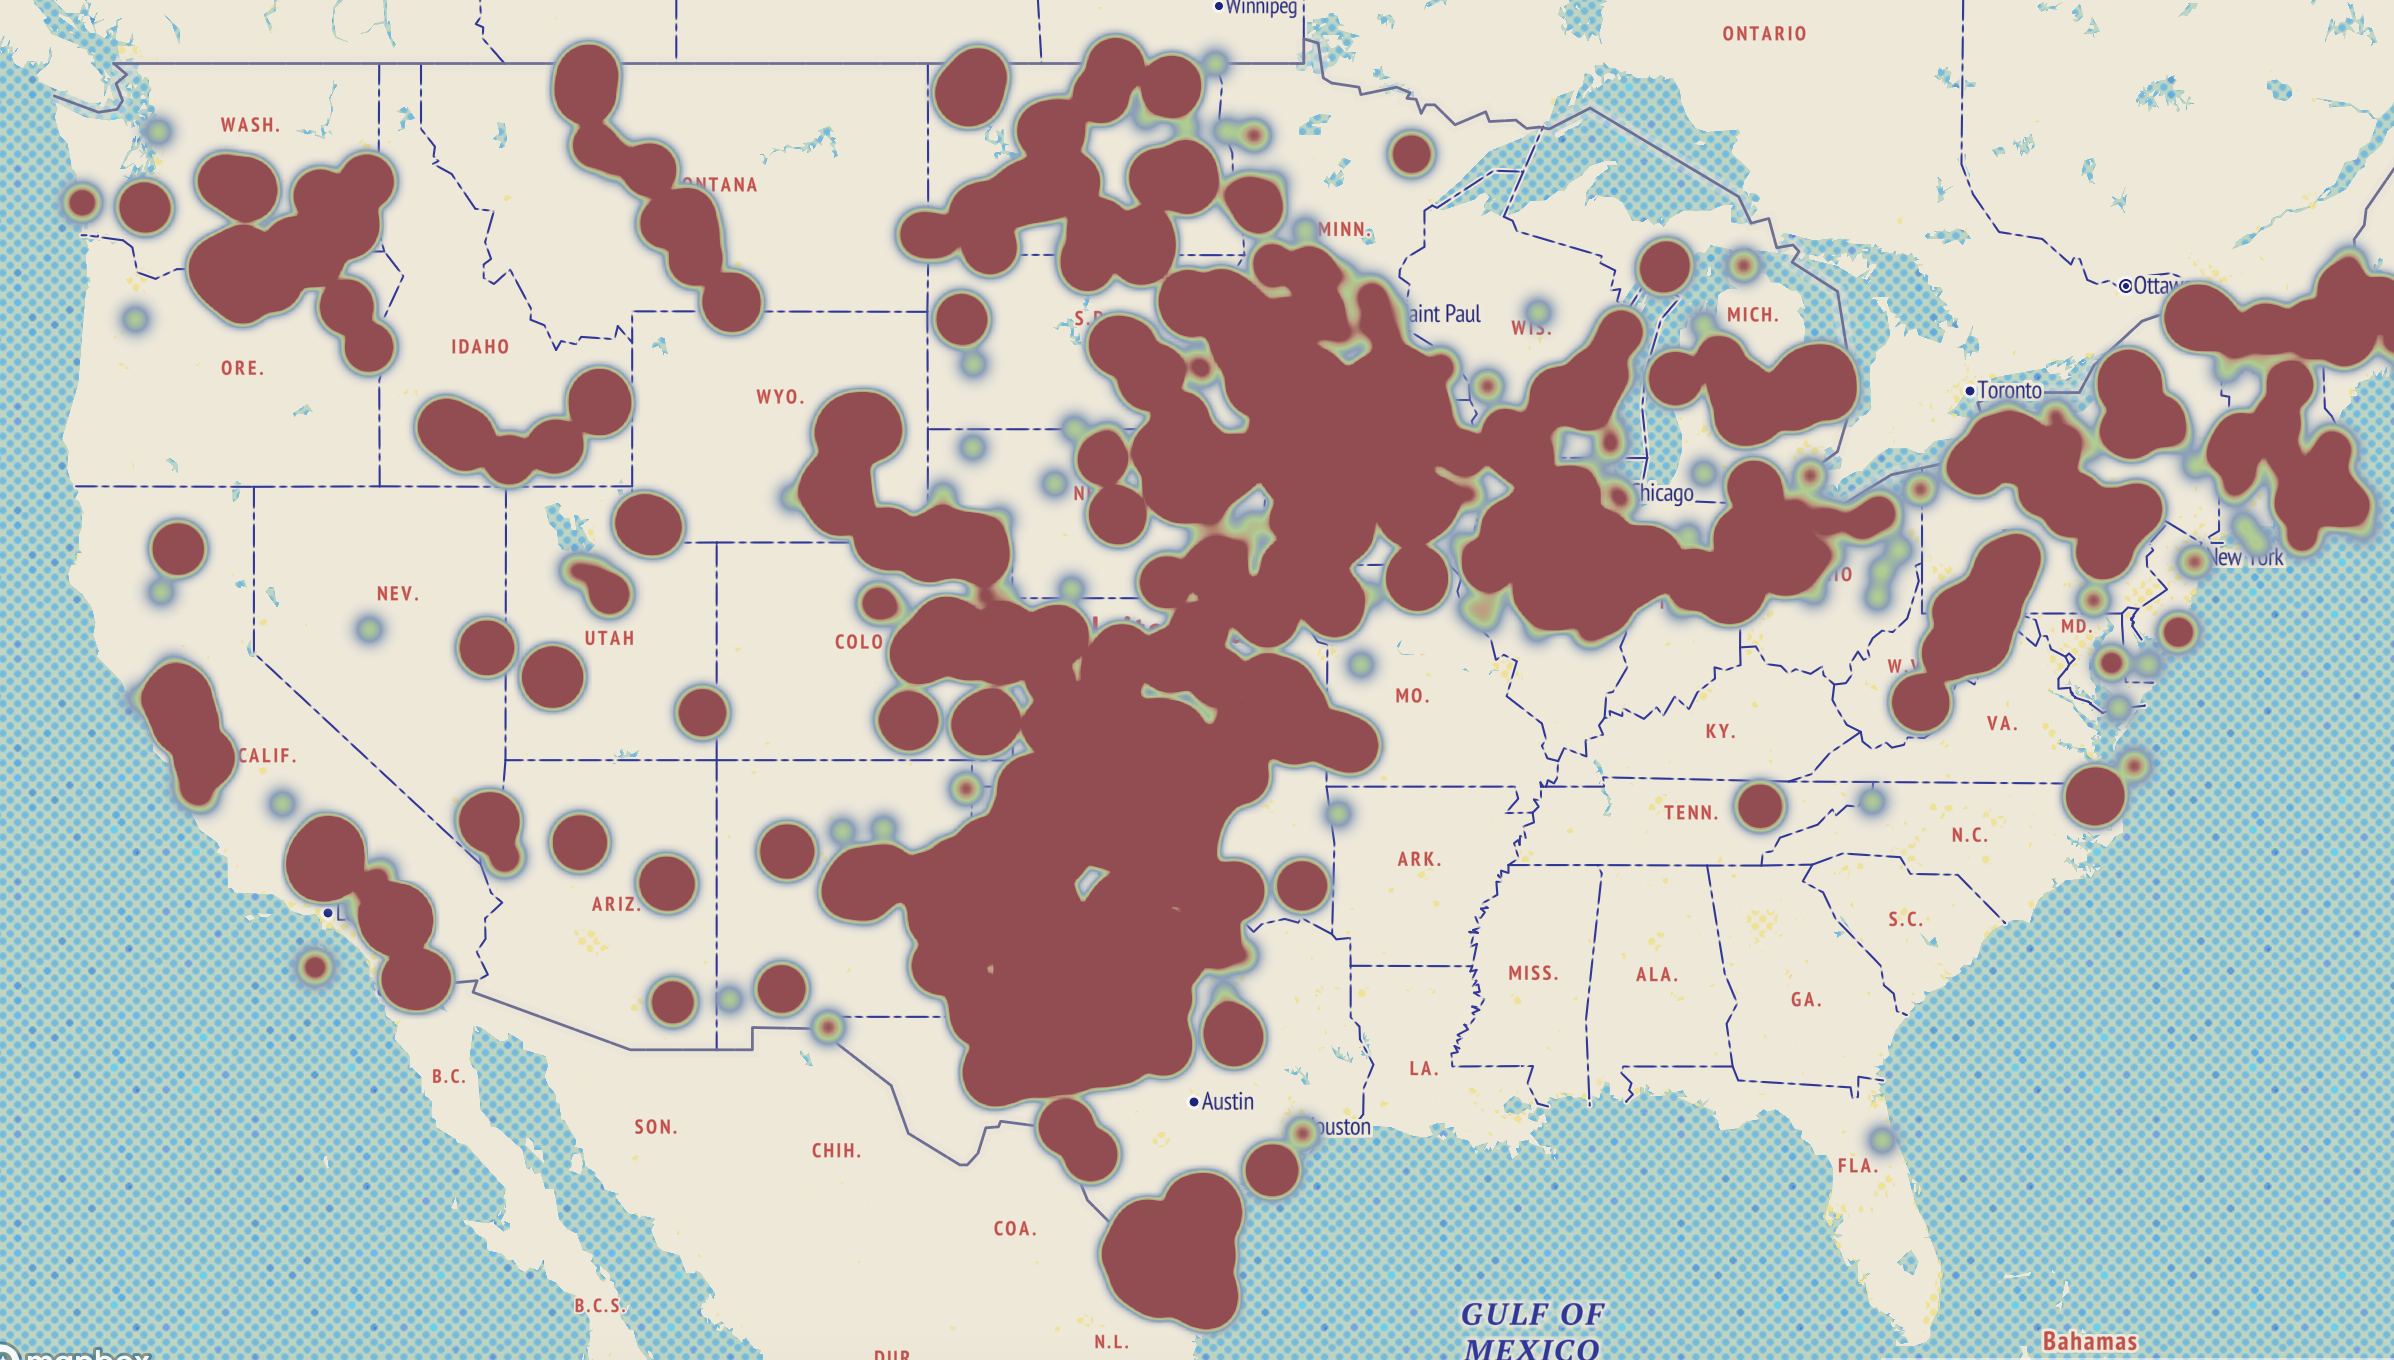 Winnipeg
ONTARIO
WASH.
ONTANA
MINN.
Ottaw
S.D
aint Paul
WIS.
MICH.
IDAHO
ORE.
WYO.
Toronto
N
Chicago
New York
NEV.
IO
UTAH
COLO
MD.
W.V
MO.
VA.
KY.
CALIF.
TENN.
N.C.
ARK.
ARIZ.
L
S.C.
MISS.
ALA.
GA.
LA.
B.C.
Austin
SON.
ouston
CHIH.
FLA.
COA.
B.C.S.
GULF OF
MEXICO
N.L.
Bahamas
DUR
mapbox